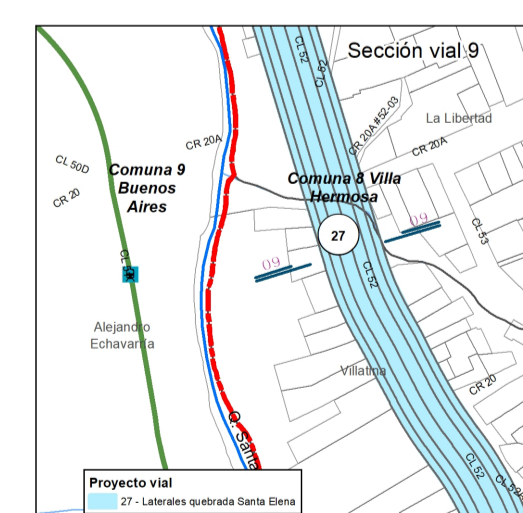 Sección vial 9
CL 52
CL 52
CR 20A #52-03
La Libertad
CR 20A
CR 20A
CL 50D
CR 20
Comuna 9
Buenos
Aires
Comuna 8 Villa
Hermosa
09
09
27
CL 53
CL 52
Alejandro
Echavarría
Villatina
CR 20
Q. Santa
CL 52
Proyecto vial
27 - Laterales quebrada Santa Elena